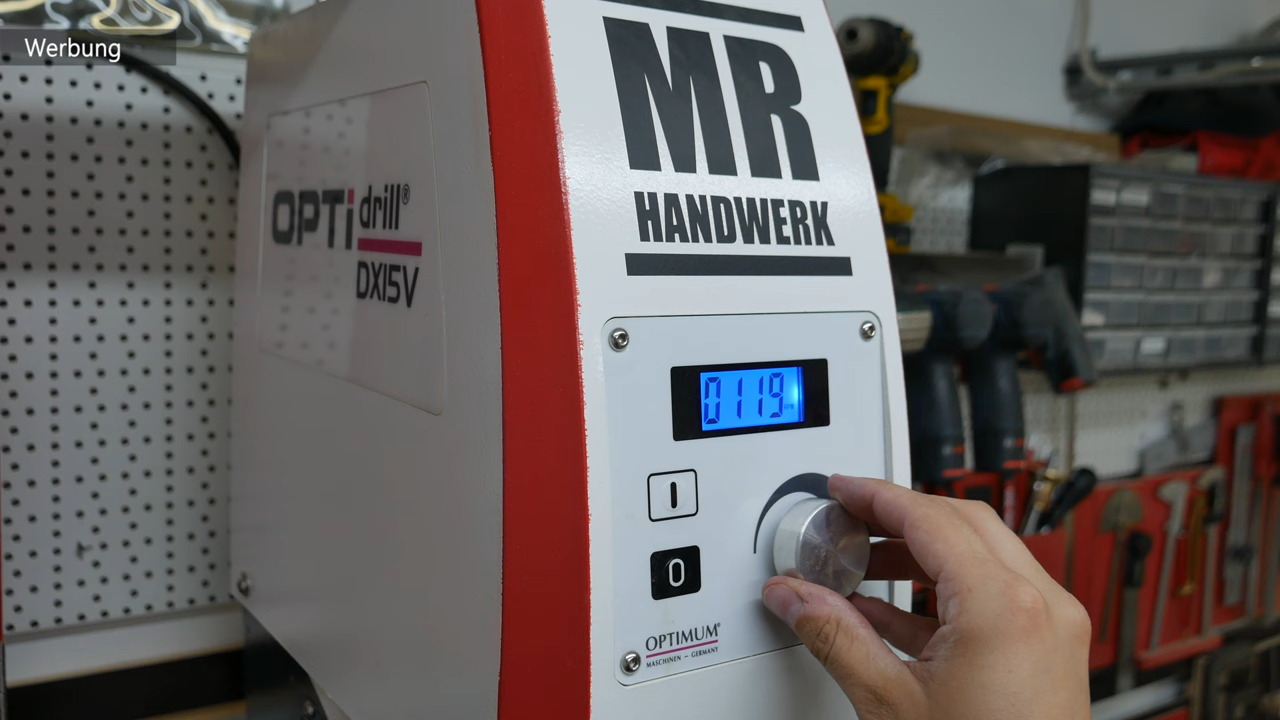 Werbung
MR
HANDWERK
OPTi drill®
DX15V
0119
I
0
OPTIMUM®
MASCHINEN - GERMANY